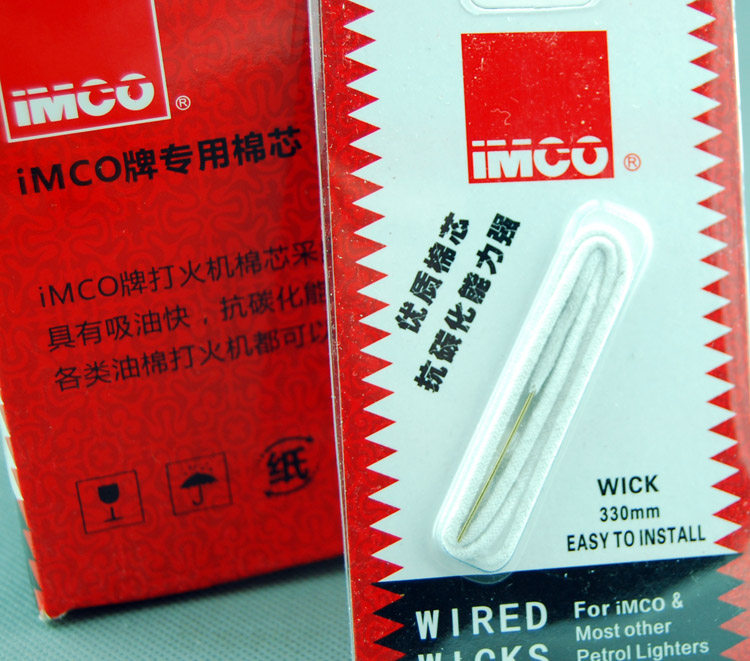 iMCO®
iMCO牌专用棉芯
iMCO牌打火机棉芯采
具有吸油快，抗碳化能
各类油棉打火机都可以
纸
iMCO®
优质棉芯
抗碳化能力强
WICK
330mm
EASY TO INSTALL
WIRED
WICKS
For iMCO &
Most other
Petrol Lighters